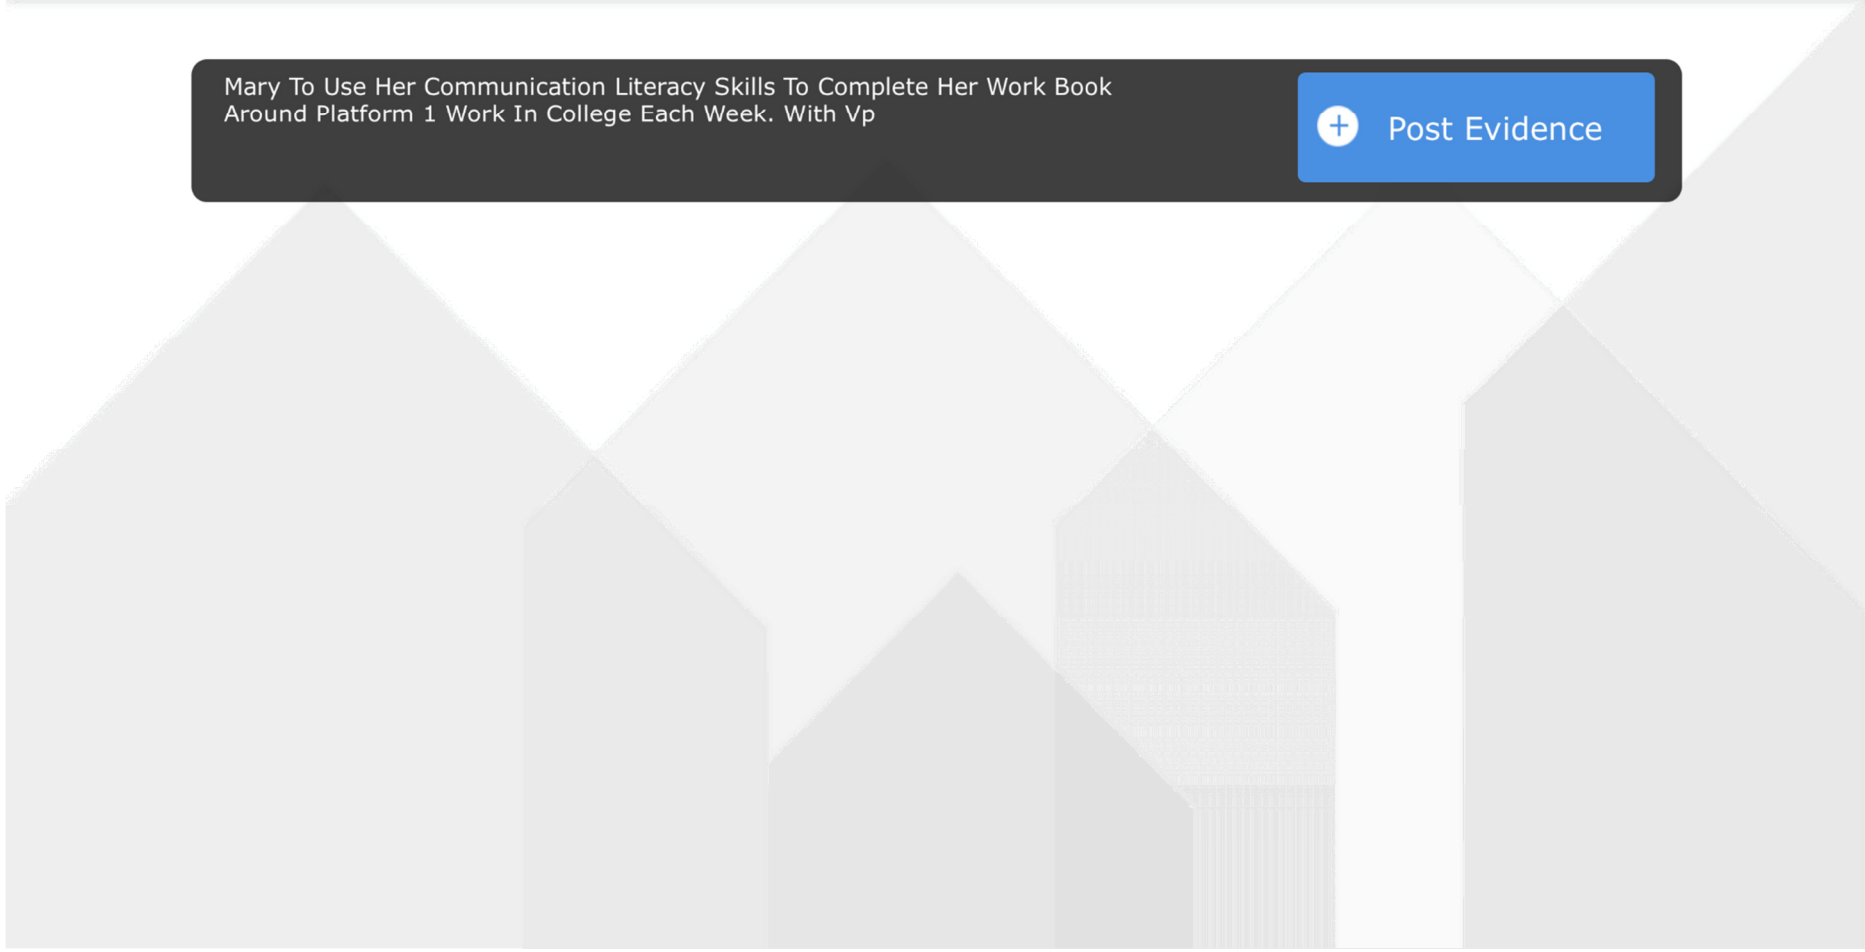 Mary To Use Her Communication Literacy Skills To Complete Her Work Book
Around Platform 1 Work In College Each Week. With Vp
Post Evidence